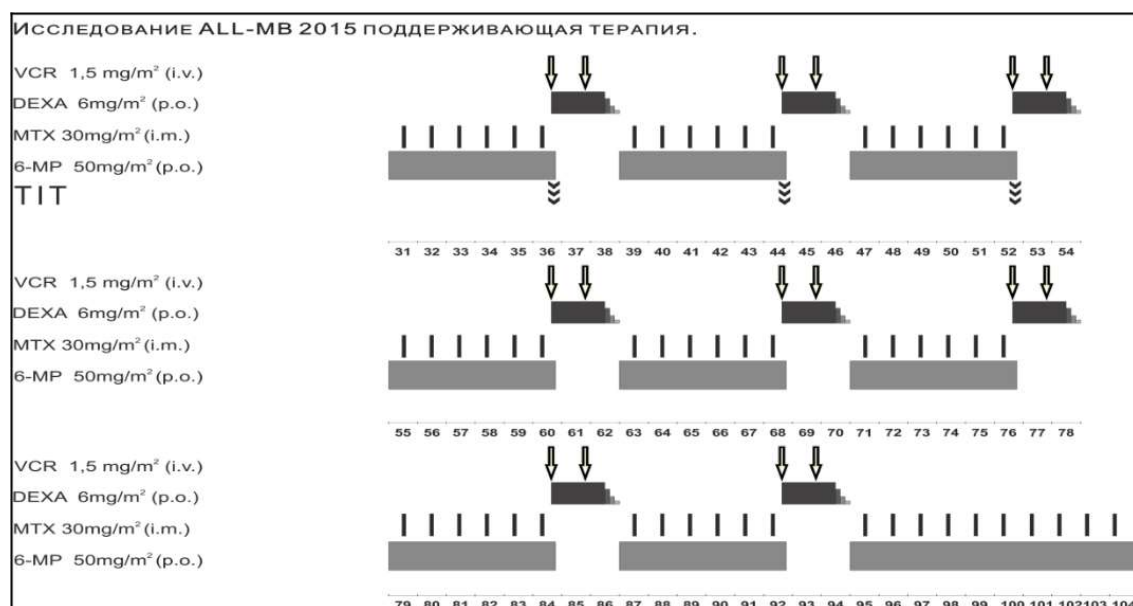 ИССЛЕДОВАНИЕ ALL-MB 2015 ПОДДЕРЖИВАЮЩАЯ ТЕРАПИЯ.
VCR 1,5 mg/m² (i.v.)
DEXA 6mg/m² (p.o.)
MTX 30mg/m² (i.m.)
6-MP 50mg/m² (p.o.)
TIT
31 32 33 34 35 36 37 38 39 40 41 42 43 44 45 46 47 48 49 50 51 52 53 54
VCR 1,5 mg/m² (i.v.)
DEXA 6mg/m² (p.o.)
MTX 30mg/m² (i.m.)
6-MP 50mg/m² (p.o.)
55 56 57 58 59 60 61 62 63 64 65 66 67 68 69 70 71 72 73 74 75 76 77 78
VCR 1,5 mg/m² (i.v.)
DEXA 6mg/m² (p.o.)
MTX 30mg/m² (i.m.)
6-MP 50mg/m² (p.o.)
79 80 81 82 83 84 85 86 87 88 89 90 91 92 93 94 95 96 97 98 99 100 101 102 103 104